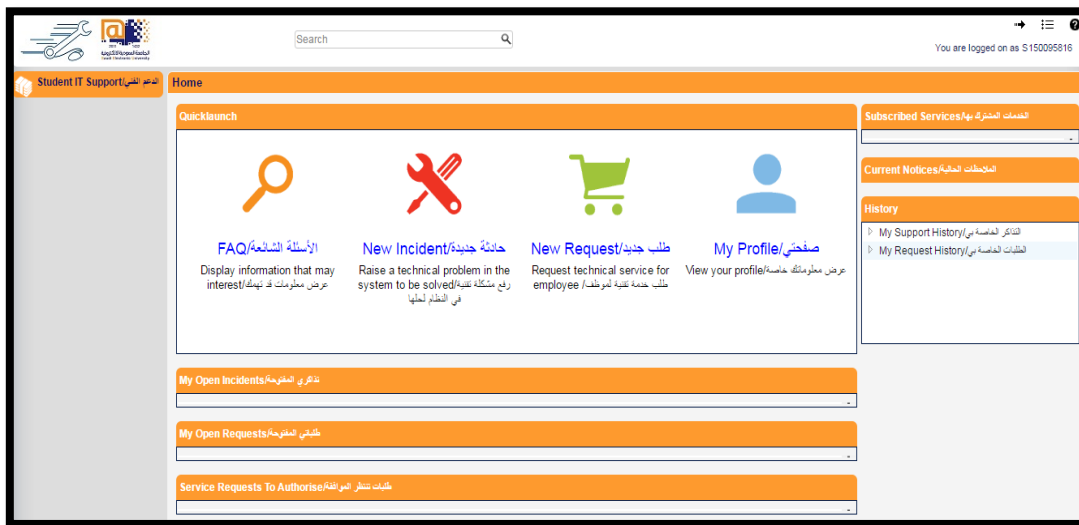 Search
You are logged on as S150095816
الجامعة السعودية الإلكترونية
Saudi Electronic University
Student IT Support/الدعم الفني
Home
Quicklaunch
FAQ/الأسئلة الشائعة
Display information that may
interest/عرض معلومات قد تهمك
New Incident/حادثة جديدة
Raise a technical problem in the
system to be solved/رفع مشكلة تقنية
في النظام لحلها
New Request/طلب جديد
Request technical service for
employee /طلب خدمة تقنية لموظف
My Profile/صفحتي
View your profile/عرض معلوماتك خاصة
Subscribed Services/الخدمات المشترك بها
Current Notices/الملاحظات الحالية
History
My Support History/التذاكر الخاصة بي
My Request History/الطلبات الخاصة بي
My Open Incidents/تذاكري المفتوحة
My Open Requests/طلباتي المفتوحة
Service Requests To Authorise/طلبات تنتظر الموافقة